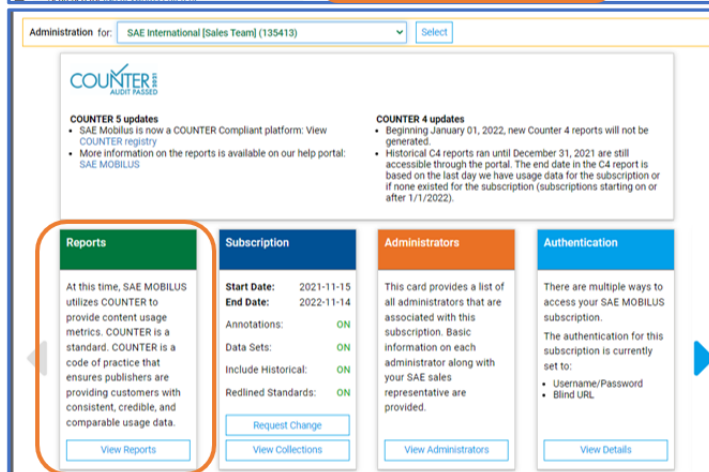 Administration for: SAE International [Sales Team] (135413) Select
COUNTER 2021
AUDIT PASSED
COUNTER 5 updates
• SAE Mobilus is now a COUNTER Compliant platform: View
COUNTER registry
• More information on the reports is available on our help portal:
SAE MOBILUS
COUNTER 4 updates
• Beginning January 01, 2022, new Counter 4 reports will not be
generated.
• Historical C4 reports ran until December 31, 2021 are still
accessible through the portal. The end date in the C4 report is
based on the last day we have usage data for the subscription or
if none existed for the subscription (subscriptions starting on or
after 1/1/2022).
Reports
At this time, SAE MOBILUS
utilizes COUNTER to
provide content usage
metrics. COUNTER is a
standard. COUNTER is a
code of practice that
ensures publishers are
providing customers with
consistent, credible, and
comparable usage data.
View Reports
Subscription
Start Date: 2021-11-15
End Date: 2022-11-14
Annotations: ON
Data Sets: ON
Include Historical: ON
Redlined Standards: ON
Request Change
View Collections
Administrators
This card provides a list of
all administrators that are
associated with this
subscription. Basic
information on each
administrator along with
your SAE sales
representative are
provided.
View Administrators
Authentication
There are multiple ways to
access your SAE MOBILUS
subscription.
The authentication for this
subscription is currently
set to:
• Username/Password
• Blind URL
View Details